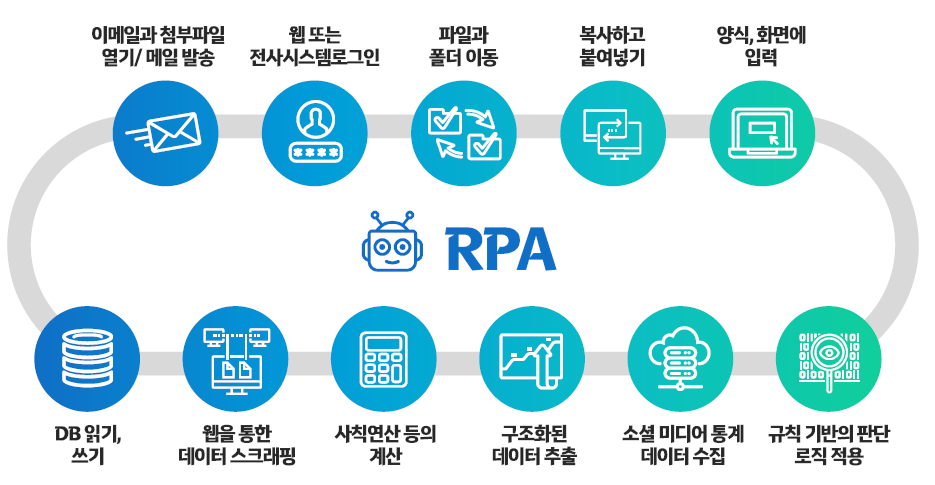 이메일과 첨부파일
열기/ 메일 발송
웹 또는
전사시스템로그인
파일과
폴더 이동
복사하고
붙여넣기
양식, 화면에
입력
RPA
DB 읽기,
쓰기
웹을 통한
데이터 스크래핑
사칙연산 등의
계산
구조화된
데이터 추출
소셜 미디어 통계
데이터 수집
규칙 기반의 판단
로직 적용